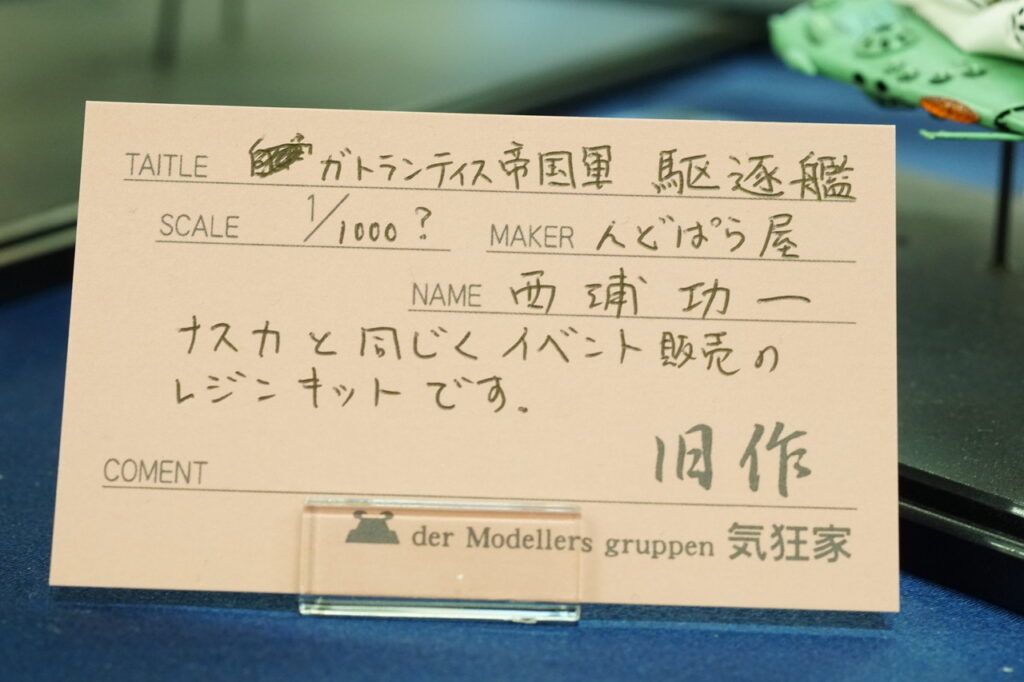 TAITLE ガトランティス帝国軍 駆逐艦
SCALE 1/1000? MAKER んどぱら屋
NAME 西浦功一
ナスカと同じくイベント販売の
レジンキットです。
旧作
COMENT
der Modellers gruppen 気狂家